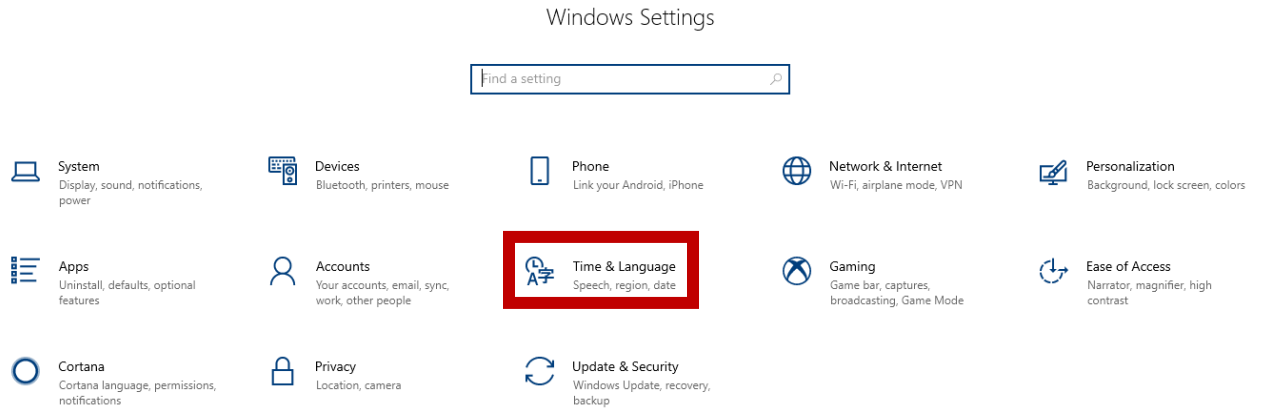 Windows Settings
Find a setting
System
Display, sound, notifications,
power
Devices
Bluetooth, printers, mouse
Phone
Link your Android, iPhone
Network & Internet
Wi-Fi, airplane mode, VPN
Personalization
Background, lock screen, colors
Apps
Uninstall, defaults, optional
features
Accounts
Your accounts, email, sync,
work, other people
A字
Time & Language
Speech, region, date
Gaming
Game bar, captures,
broadcasting, Game Mode
Ease of Access
Narrator, magnifier, high
contrast
Cortana
Cortana language, permissions,
notifications
Privacy
Location, camera
Update & Security
Windows Update, recovery,
backup